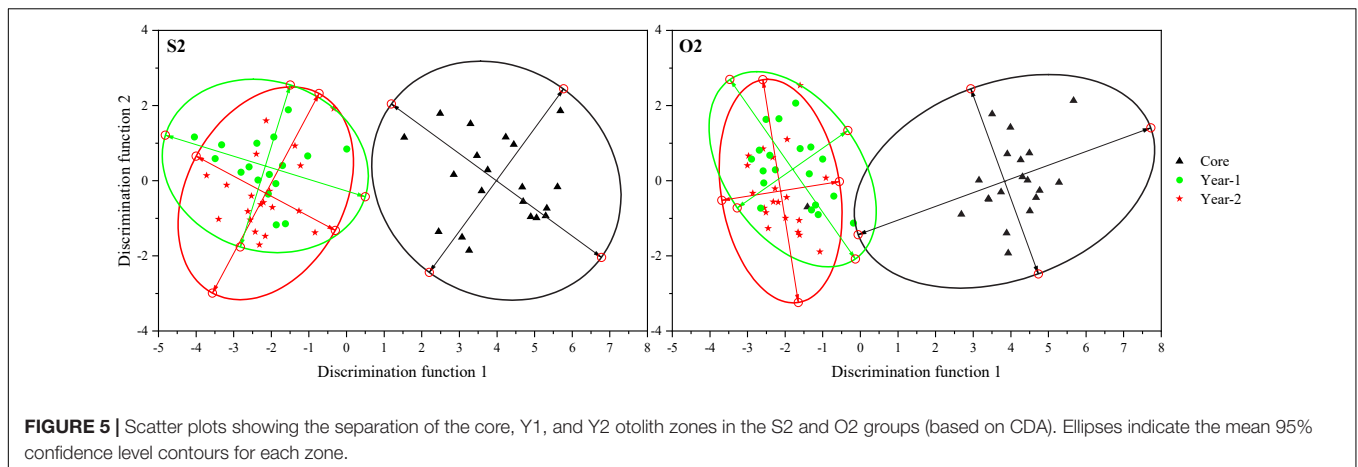 S2
O2
4
2
0
-2
-4
Discrimination function 2
-5 -4 -3 -2 -1 0 1 2 3 4 5 6 7 8
Discrimination function 1
4
2
0
-2
-4
-5 -4 -3 -2 -1 0 1 2 3 4 5 6 7 8
Discrimination function 1
Core
Year-1
Year-2
FIGURE 5 | Scatter plots showing the separation of the core, Y1, and Y2 otolith zones in the S2 and O2 groups (based on CDA). Ellipses indicate the mean 95%
confidence level contours for each zone.